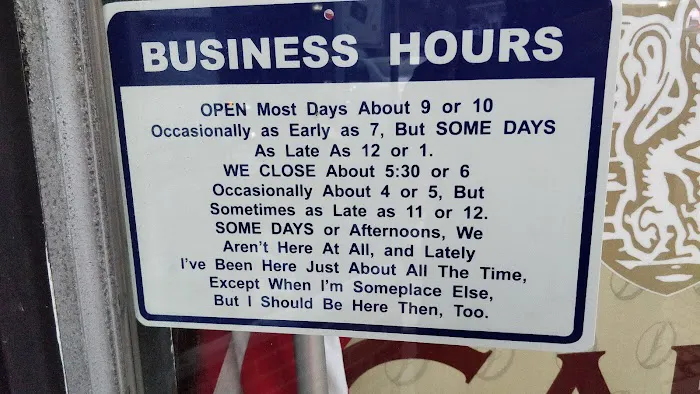 BUSINESS HOURS
OPEN Most Days About 9 or 10
Occasionally as Early as 7, But SOME DAYS
As Late As 12 or 1.
WE CLOSE About 5:30 or 6
Occasionally About 4 or 5, But
Sometimes as Late as 11 or 12.
SOME DAYS or Afternoons, We
Aren't Here At All, and Lately
I've Been Here Just About All The Time,
Except When I'm Someplace Else,
But I Should Be Here Then, Too.